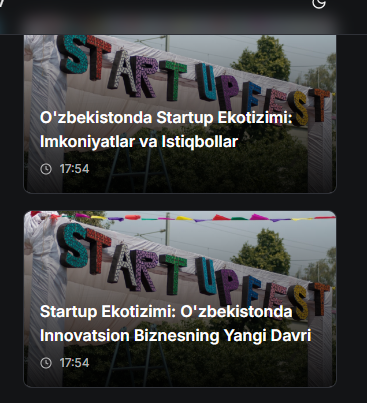 STARTUPFEST
O'zbekistonda Startup Ekotizimi:
Imkoniyatlar va Istiqbollar
17:54
STARTUPFEST
Startup Ekotizimi: O'zbekistonda
Innovatsion Biznesning Yangi Davri
17:54